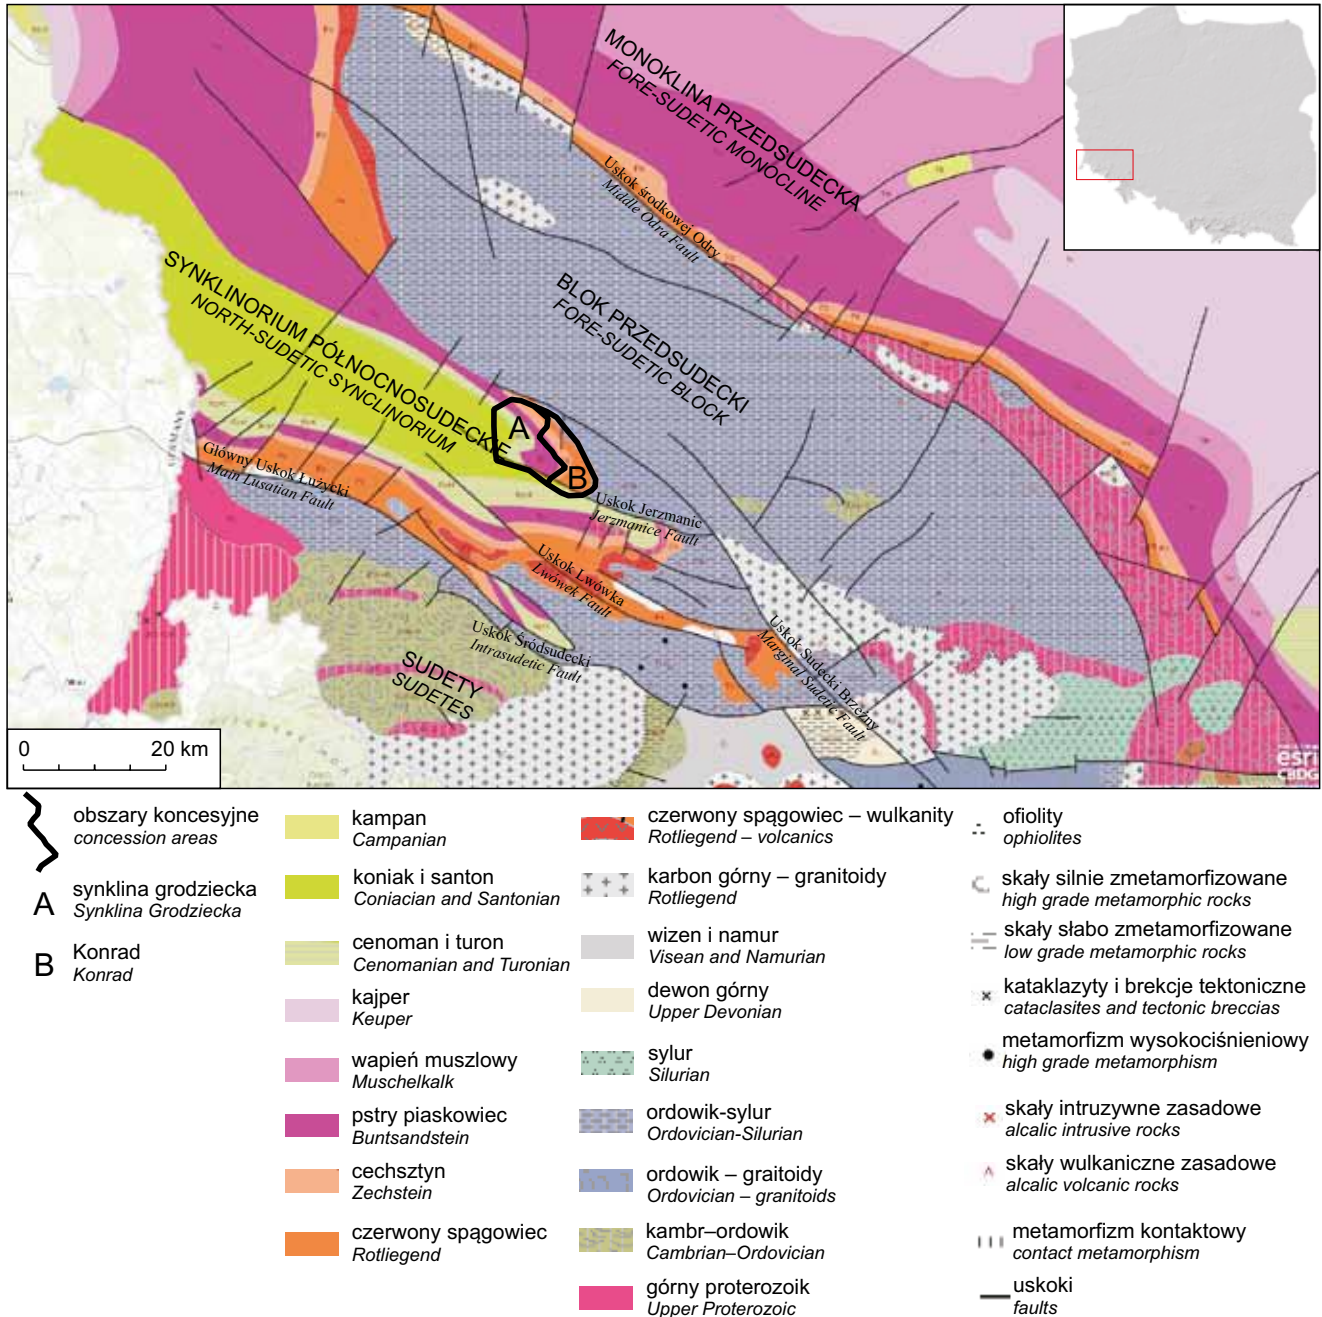 MONOKLINA PRZEDSUDECKA
FORE-SUDETIC MONOCLINE
Uskok środkowej Odry
Middle Odra Fault
SYNKLINORIUM PÓŁNOCNOSUDECKIE
NORTH-SUDETIC SYNCLINORIUM
BLOK PRZEDSUDECKI
FORE-SUDETIC BLOCK
A
B
Główny Uskok Łużycki
Main Lusatian Fault
Uskok Jerzmanic
Jerzmanice Fault
Uskok Lwówka
Lwówek Fault
Uskok Śródsudecki
Intrasudetic Fault
Uskok Sudecki Brzeżny
Marginal Sudetic Fault
SUDETY
SUDETES
0 20 km
esri
CBDG
obszary koncesyjne
concession areas
A synklina grodziecka
Synklina Grodziecka
B Konrad
Konrad
kampan
Campanian
koniak i santon
Coniacian and Santonian
cenoman i turon
Cenomanian and Turonian
kajper
Keuper
wapień muszlowy
Muschelkalk
pstry piaskowiec
Buntsandstein
cechsztyn
Zechstein
czerwony spągowiec
Rotliegend
czerwony spągowiec – wulkanity
Rotliegend – volcanics
karbon górny – granitoidy
Rotliegend
wizen i namur
Visean and Namurian
dewon górny
Upper Devonian
sylur
Silurian
ordowik-sylur
Ordovician-Silurian
ordowik – graitoidy
Ordovician – granitoids
kambr–ordowik
Cambrian–Ordovician
górny proterozoik
Upper Proterozoic
ofiolity
ophiolites
skały silnie zmetamorfizowane
high grade metamorphic rocks
skały słabo zmetamorfizowane
low grade metamorphic rocks
kataklazyty i brekcje tektoniczne
cataclasites and tectonic breccias
metamorfizm wysokociśnieniowy
high grade metamorphism
skały intruzywne zasadowe
alcalic intrusive rocks
skały wulkaniczne zasadowe
alcalic volcanic rocks
metamorfizm kontaktowy
contact metamorphism
uskoki
faults